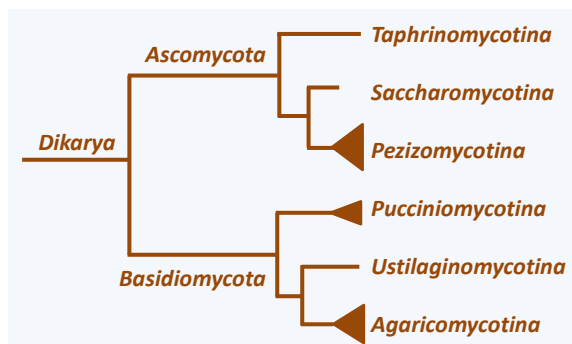 Taphrinomycotina
Ascomycota
Saccharomycotina
Dikarya
Pezizomycotina
Pucciniomycotina
Ustilaginomycotina
Basidiomycota
Agaricomycotina